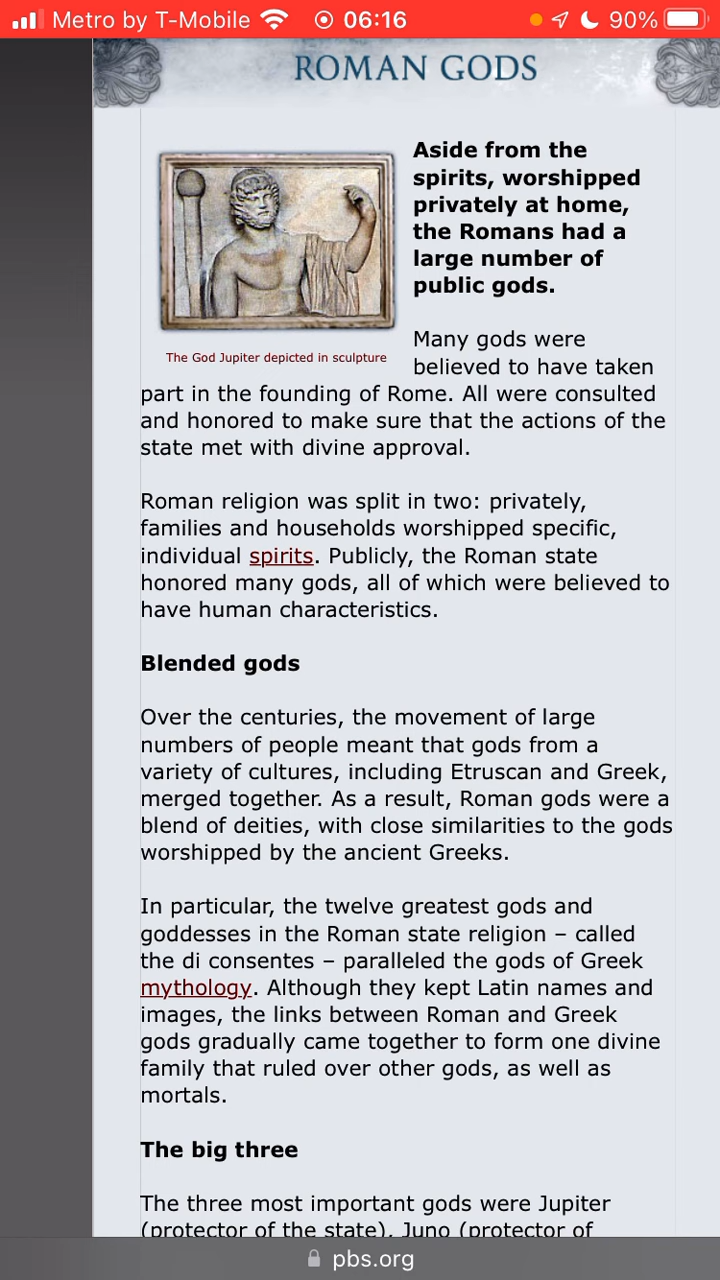 Metro by T-Mobile 06:16 90%
ROMAN GODS
Aside from the
spirits, worshipped
privately at home,
the Romans had a
large number of
public gods.
The God Jupiter depicted in sculpture
Many gods were
believed to have taken
part in the founding of Rome. All were consulted
and honored to make sure that the actions of the
state met with divine approval.
Roman religion was split in two: privately,
families and households worshipped specific,
individual spirits. Publicly, the Roman state
honored many gods, all of which were believed to
have human characteristics.
Blended gods
Over the centuries, the movement of large
numbers of people meant that gods from a
variety of cultures, including Etruscan and Greek,
merged together. As a result, Roman gods were a
blend of deities, with close similarities to the gods
worshipped by the ancient Greeks.
In particular, the twelve greatest gods and
goddesses in the Roman state religion – called
the di consentes – paralleled the gods of Greek
mythology. Although they kept Latin names and
images, the links between Roman and Greek
gods gradually came together to form one divine
family that ruled over other gods, as well as
mortals.
The big three
The three most important gods were Jupiter
(protector of the state), Juno (protector of
pbs.org